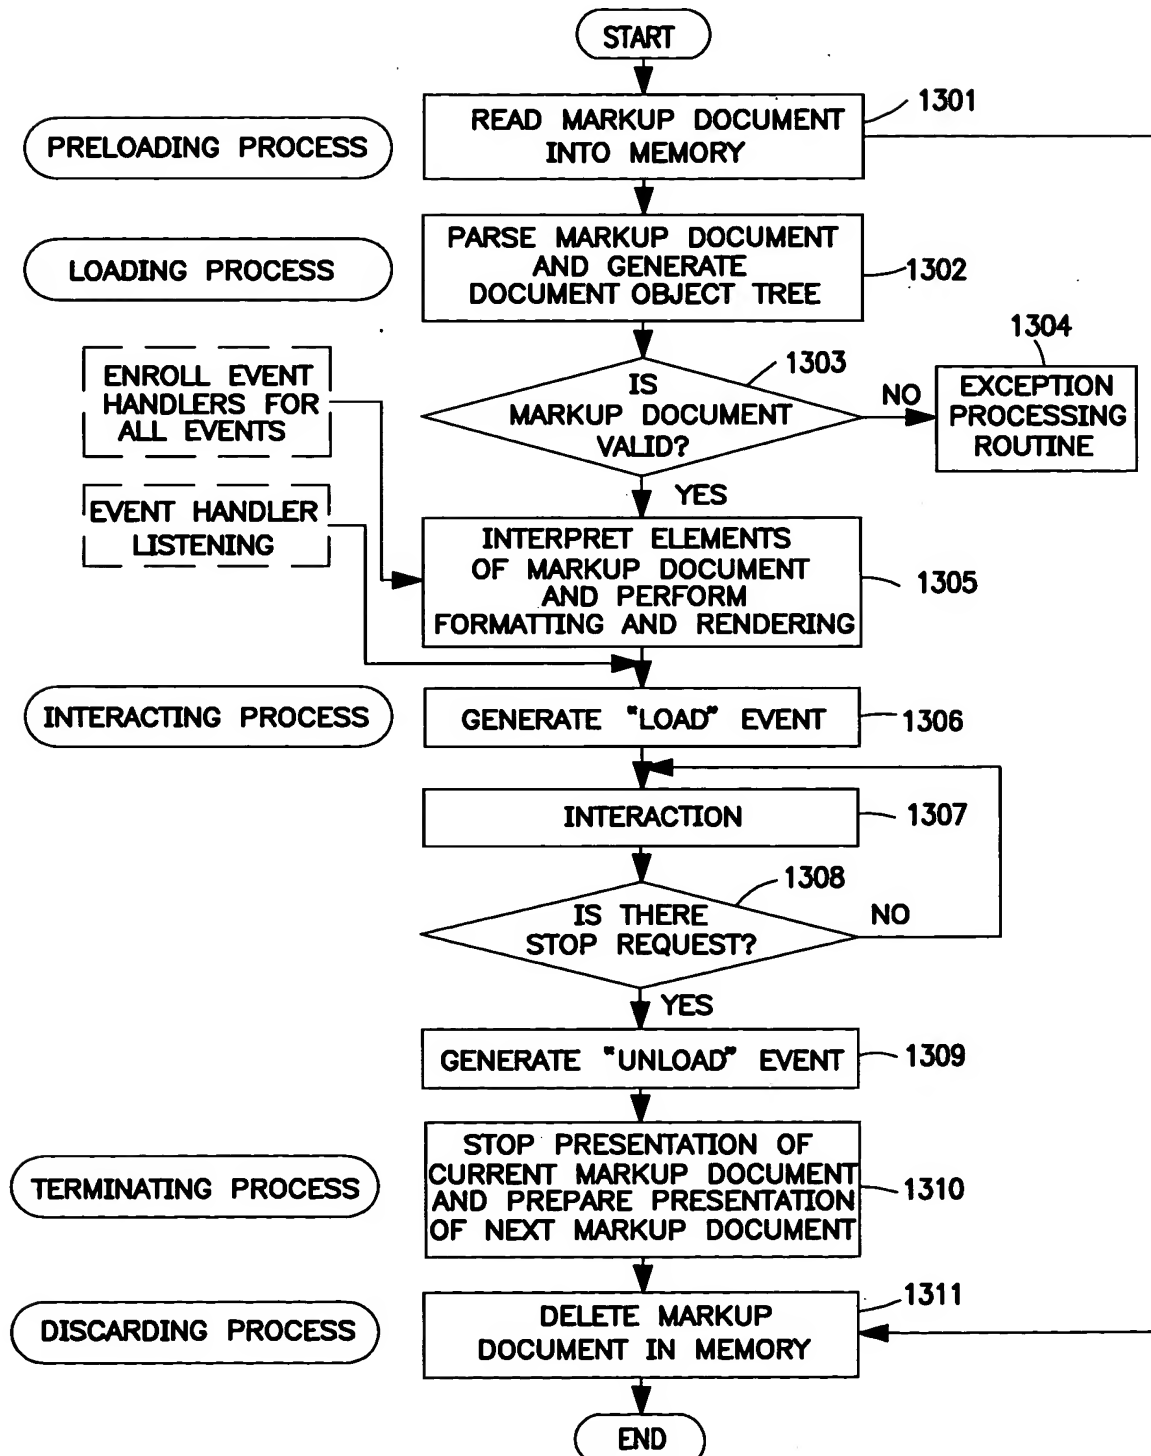 START
1301
READ MARKUP DOCUMENT
INTO MEMORY
PRELOADING PROCESS
PARSE MARKUP DOCUMENT
AND GENERATE
DOCUMENT OBJECT TREE
1302
LOADING PROCESS
1304
1303
ENROLL EVENT
HANDLERS FOR
ALL EVENTS
IS
MARKUP DOCUMENT
VALID?
NO
EXCEPTION
PROCESSING
ROUTINE
YES
EVENT HANDLER
LISTENING
INTERPRET ELEMENTS
OF MARKUP DOCUMENT
AND PERFORM
FORMATTING AND RENDERING
1305
INTERACTING PROCESS
GENERATE "LOAD" EVENT
1306
INTERACTION
1307
1308
IS THERE
STOP REQUEST?
NO
YES
GENERATE "UNLOAD" EVENT
1309
TERMINATING PROCESS
STOP PRESENTATION OF
CURRENT MARKUP DOCUMENT
AND PREPARE PRESENTATION
OF NEXT MARKUP DOCUMENT
1310
1311
DISCARDING PROCESS
DELETE MARKUP
DOCUMENT IN MEMORY
END